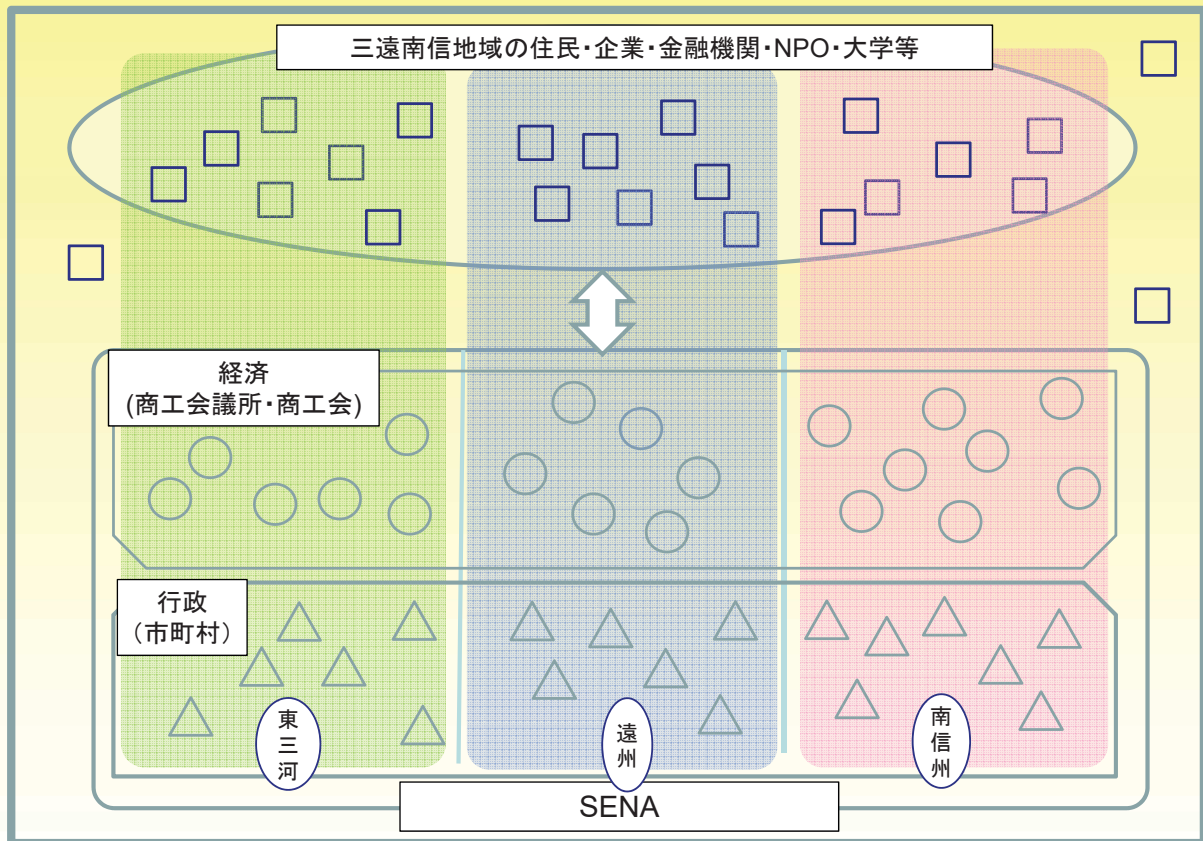 三遠南信地域の住民・企業・金融機関・NPO・大学等
経済
(商工会議所・商工会)
行政
（市町村）
東三河
遠州
南信州
SENA